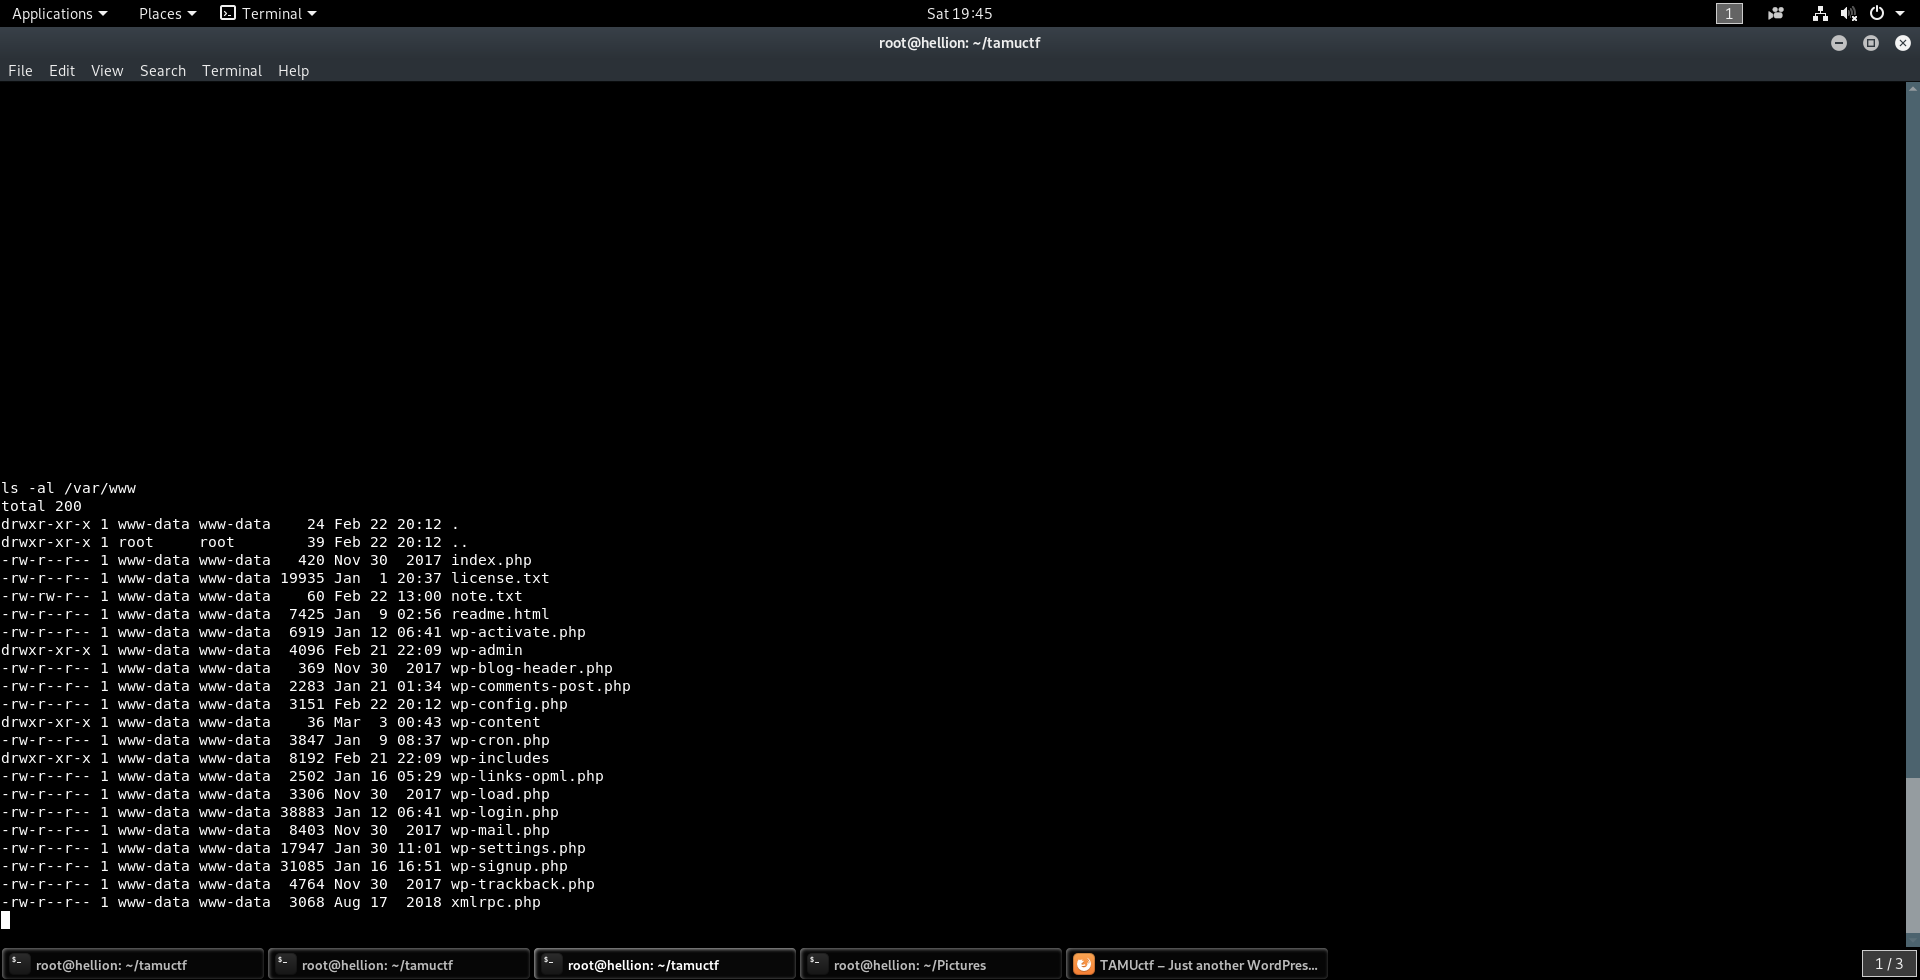 Applications Places Terminal Sat 19:45 1
root@hellion: ~/tamuctf
File Edit View Search Terminal Help
ls -al /var/www
total 200
drwxr-xr-x 1 www-data www-data    24 Feb 22 20:12 .
drwxr-xr-x 1 root     root        39 Feb 22 20:12 ..
-rw-r--r-- 1 www-data www-data   420 Nov 30  2017 index.php
-rw-r--r-- 1 www-data www-data 19935 Jan  1 20:37 license.txt
-rw-rw-r-- 1 www-data www-data    60 Feb 22 13:00 note.txt
-rw-r--r-- 1 www-data www-data  7425 Jan  9 02:56 readme.html
-rw-r--r-- 1 www-data www-data  6919 Jan 12 06:41 wp-activate.php
drwxr-xr-x 1 www-data www-data  4096 Feb 21 22:09 wp-admin
-rw-r--r-- 1 www-data www-data   369 Nov 30  2017 wp-blog-header.php
-rw-r--r-- 1 www-data www-data  2283 Jan 21 01:34 wp-comments-post.php
-rw-r--r-- 1 www-data www-data  3151 Feb 22 20:12 wp-config.php
drwxr-xr-x 1 www-data www-data    36 Mar  3 00:43 wp-content
-rw-r--r-- 1 www-data www-data  3847 Jan  9 08:37 wp-cron.php
drwxr-xr-x 1 www-data www-data  8192 Feb 21 22:09 wp-includes
-rw-r--r-- 1 www-data www-data  2502 Jan 16 05:29 wp-links-opml.php
-rw-r--r-- 1 www-data www-data  3306 Nov 30  2017 wp-load.php
-rw-r--r-- 1 www-data www-data 38883 Jan 12 06:41 wp-login.php
-rw-r--r-- 1 www-data www-data  8403 Nov 30  2017 wp-mail.php
-rw-r--r-- 1 www-data www-data 17947 Jan 30 11:01 wp-settings.php
-rw-r--r-- 1 www-data www-data 31085 Jan 16 16:51 wp-signup.php
-rw-r--r-- 1 www-data www-data  4764 Nov 30  2017 wp-trackback.php
-rw-r--r-- 1 www-data www-data  3068 Aug 17  2018 xmlrpc.php
root@hellion: ~/tamuctf root@hellion: ~/tamuctf root@hellion: ~/tamuctf root@hellion: ~/Pictures TAMUctf – Just another WordPres... 1 / 3